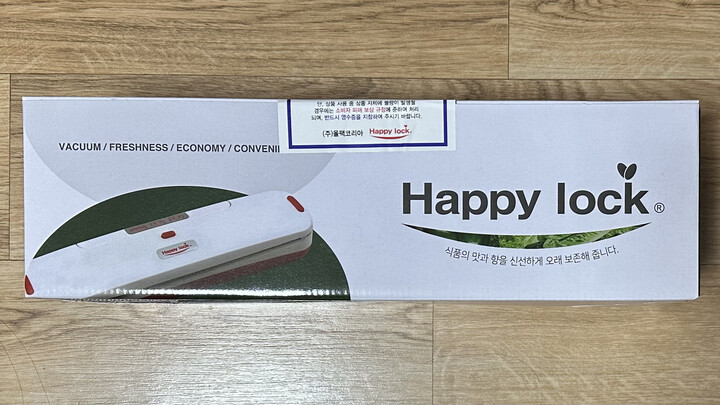 단, 상품 사용 중 상품 자체에 불량이 발생할
경우에는 소비자 피해 보상 규정에 준하여 처리
되며, 반드시 영수증을 지참하여 주시기 바랍니다.
(주)올팩코리아 Happy lock.
VACUUM / FRESHNESS / ECONOMY / CONVENI
Happy lock®
식품의 맛과 향을 신선하게 오래 보존해 줍니다.
Happy lock.